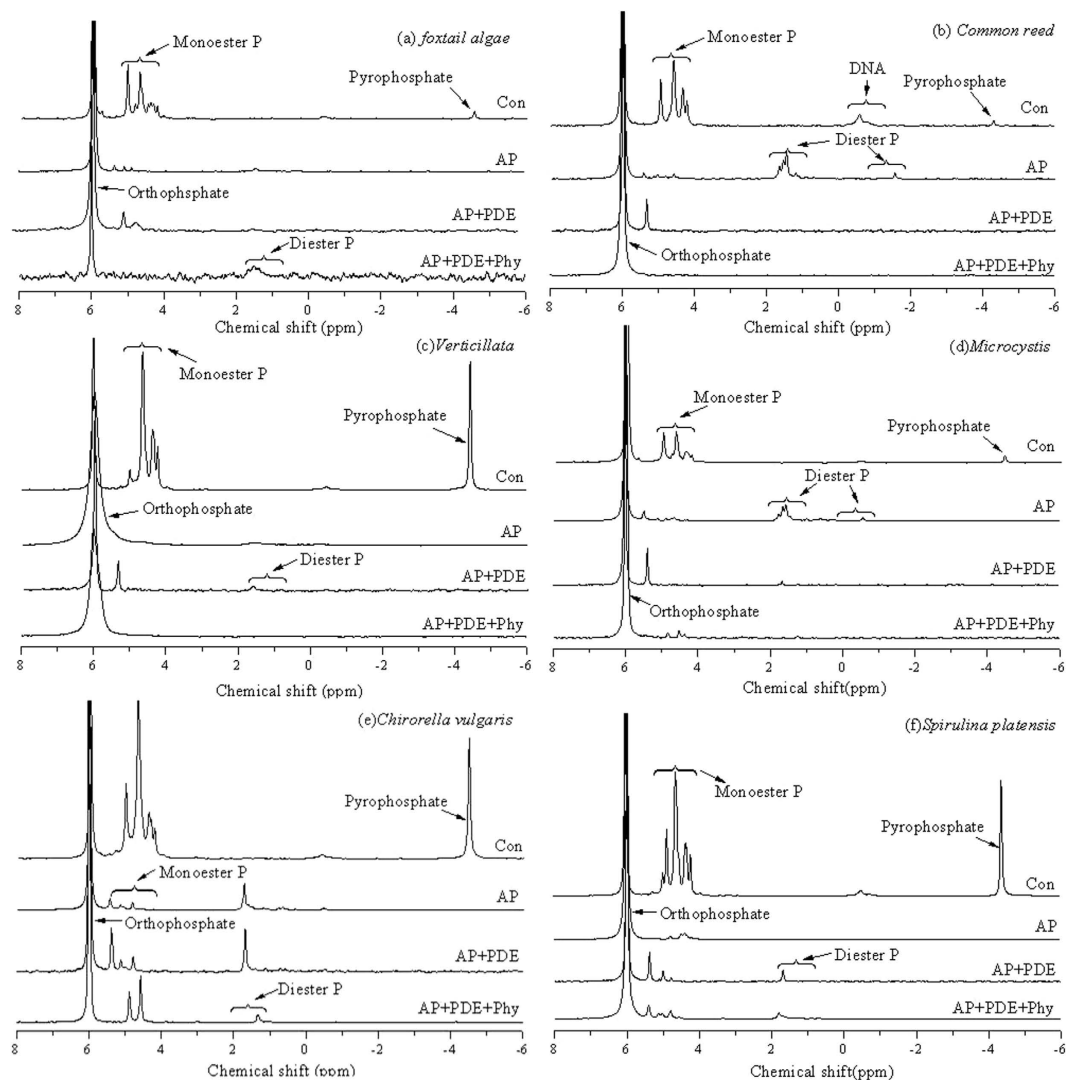 (a) foxtail algae
Monoester P
Pyrophosphate
Con
AP
Orthophsphate
AP+PDE
Diester P
AP+PDE+Phy
8 6 4 2 0 -2 -4 -6
Chemical shift (ppm)
(b) Common reed
Monoester P
DNA
Pyrophosphate
Con
Diester P
AP
AP+PDE
Orthophosphate
AP+PDE+Phy
8 6 4 2 0 -2 -4 -6
Chemical shift (ppm)
(c)Verticillata
Monoester P
Pyrophosphate
Con
Orthophosphate
AP
Diester P
AP+PDE
AP+PDE+Phy
8 6 4 2 0 -2 -4 -6
Chemical shift (ppm)
(d)Microcystis
Monoester P
Pyrophosphate
Con
Diester P
AP
AP+PDE
Orthophosphate
AP+PDE+Phy
8 6 4 2 0 -2 -4 -6
Chemical shift(ppm)
(e)Chirorella vulgaris
Pyrophosphate
Con
Monoester P
AP
Orthophosphate
AP+PDE
Diester P
AP+PDE+Phy
8 6 4 2 0 -2 -4 -6
Chemical shift (ppm)
(f)Spirulina platensis
Monoester P
Pyrophosphate
Con
Orthophosphate
AP
Diester P
AP+PDE
AP+PDE+Phy
8 6 4 2 0 -2 -4 -6
Chemical shift(ppm)